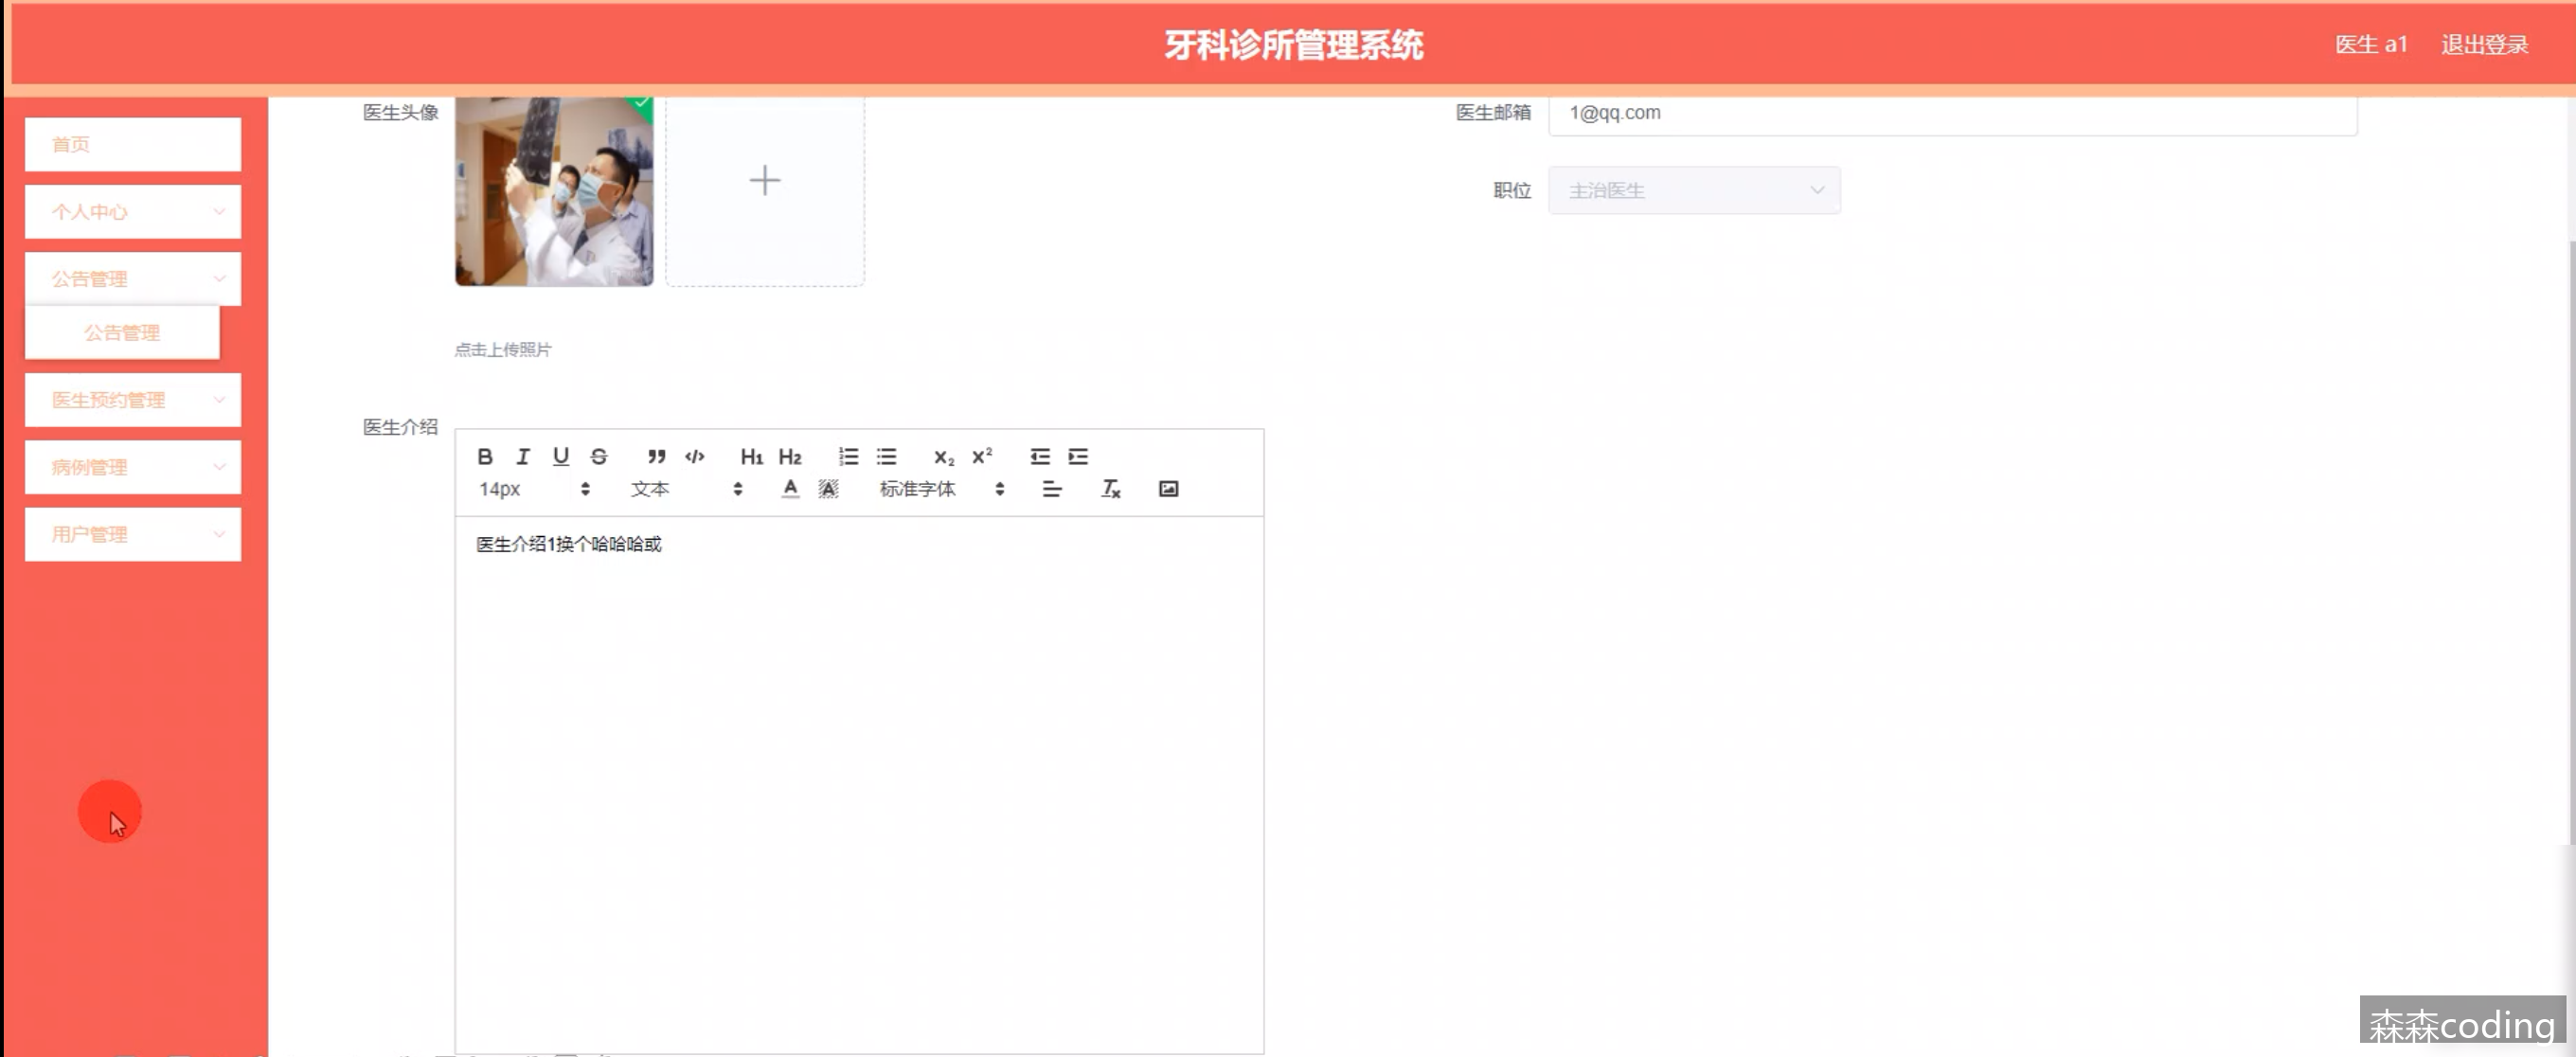 牙科诊所管理系统
医生 a1
退出登录
首页
个人中心
公告管理
公告管理
医生预约管理
病例管理
用户管理
医生头像
点击上传照片
医生邮箱
1@qq.com
职位
主治医生
医生介绍
B I U S H1 H2 X2 X²
14px
文本
A A
标准字体
Tx
医生介绍1换个哈哈哈或
森森coding